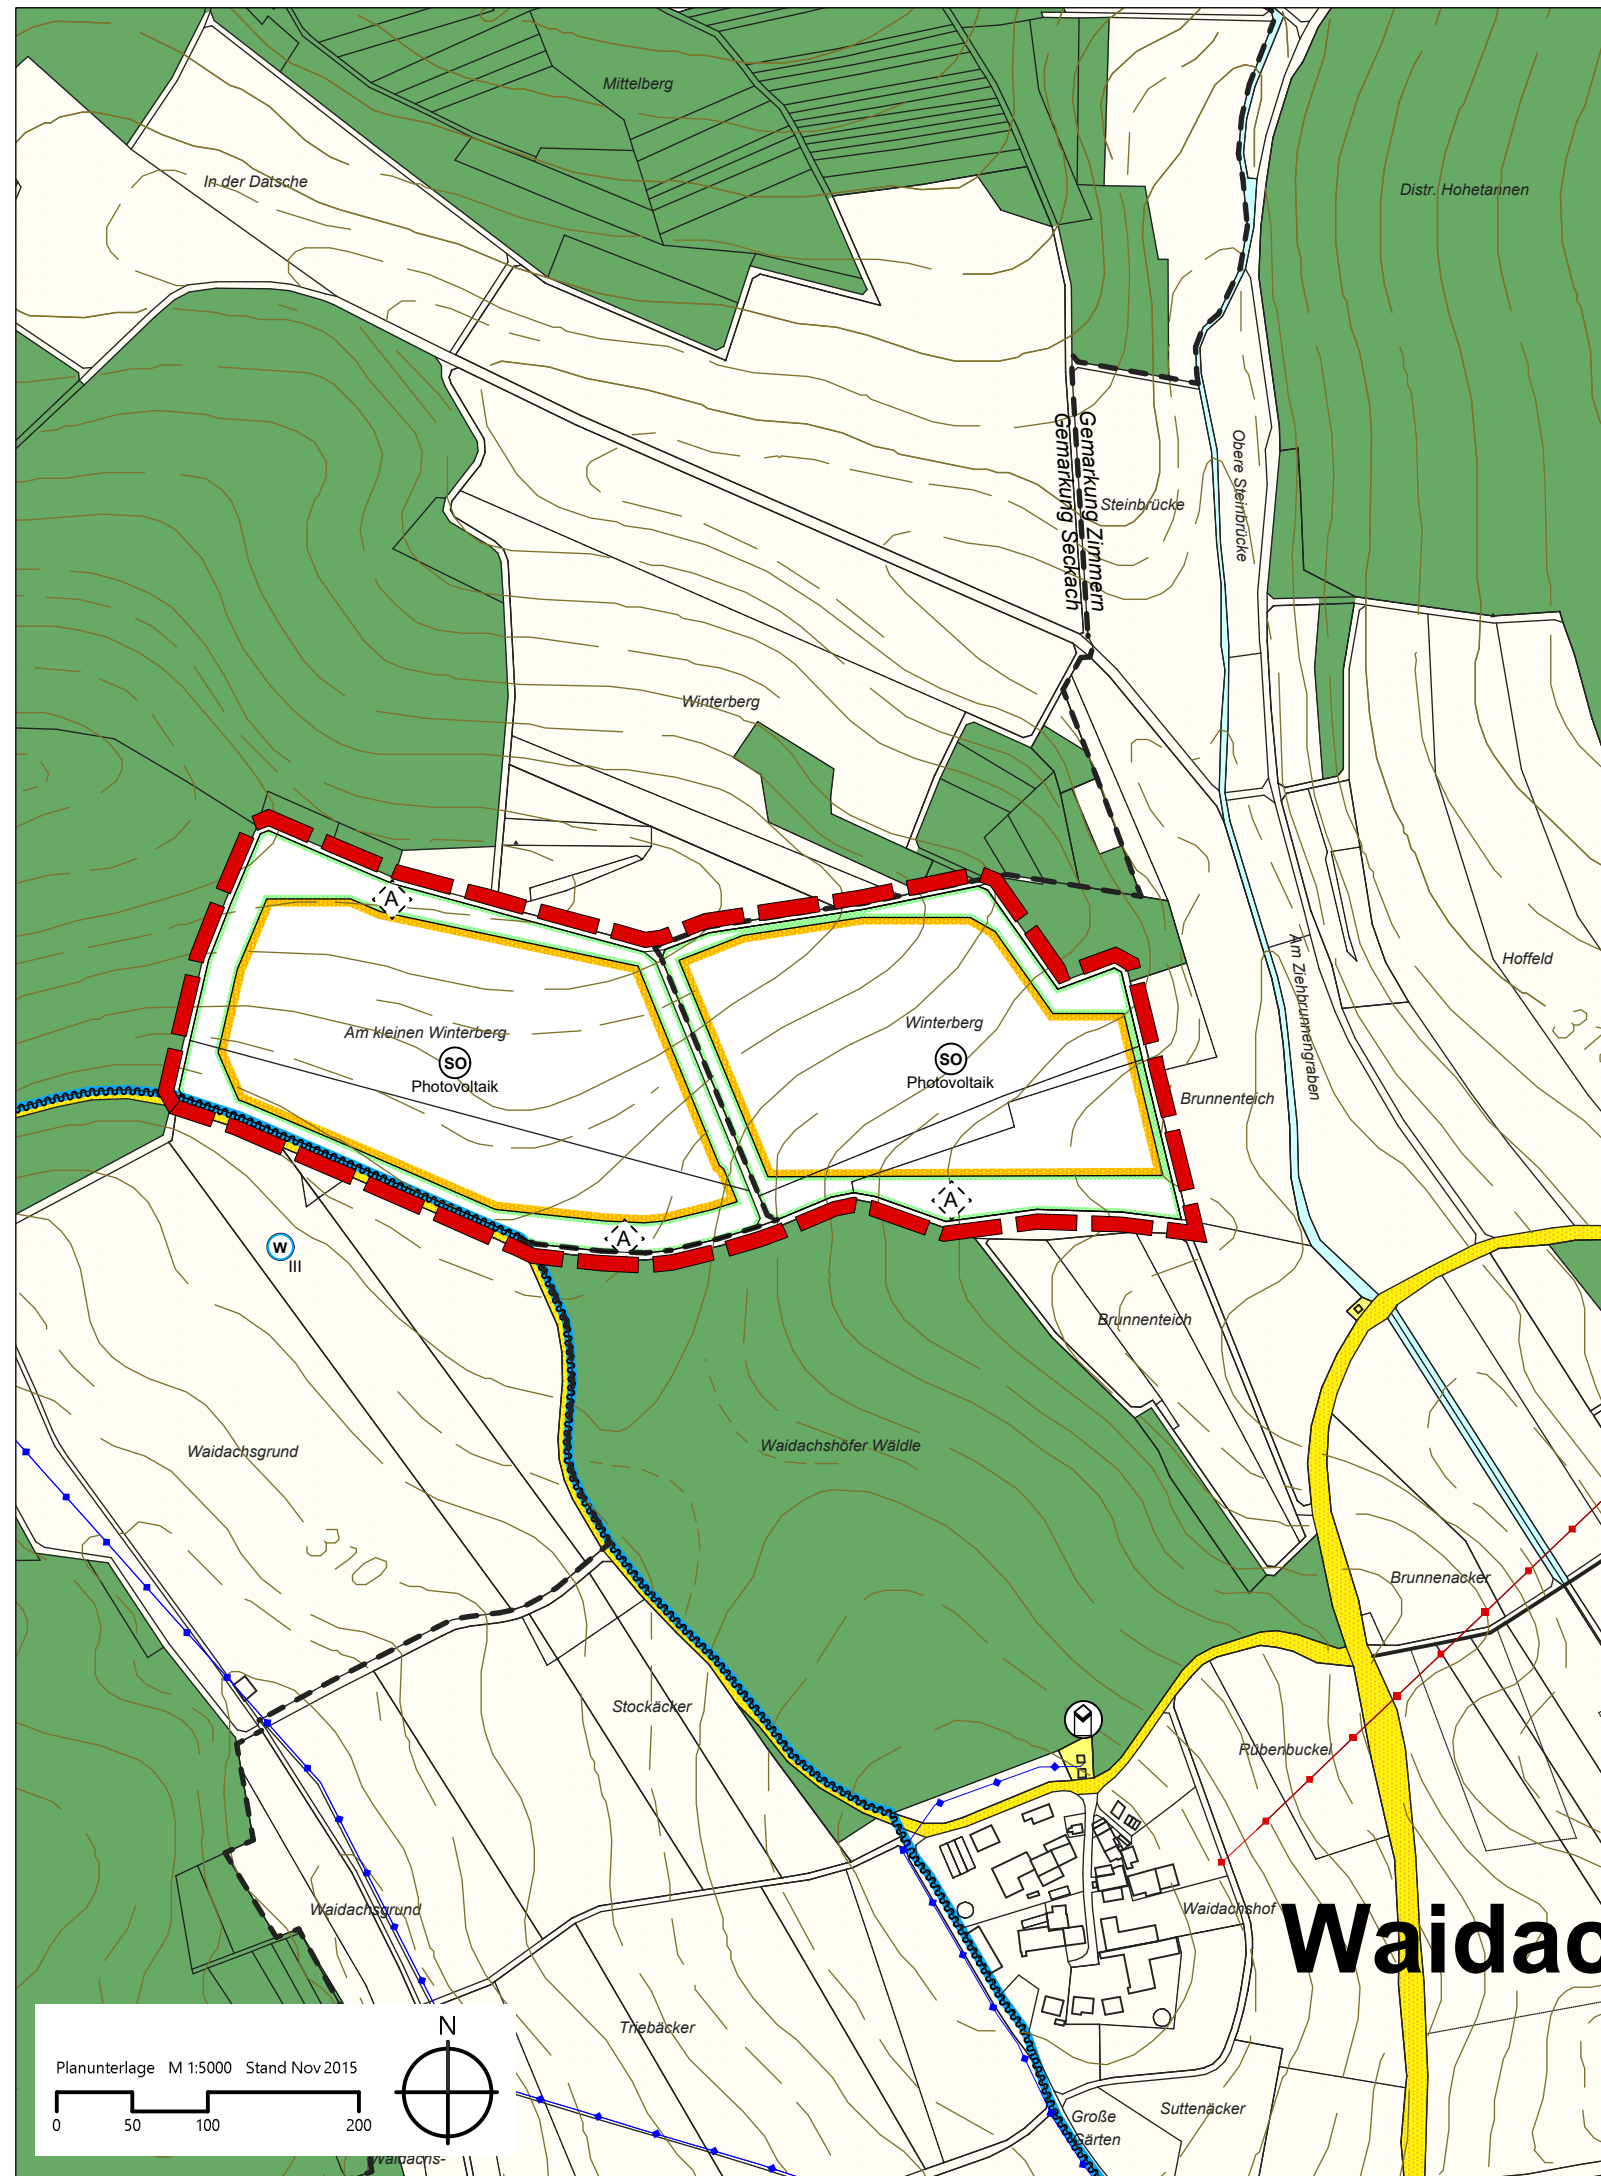 Mittelberg
In der Datsche
Distr. Hohetannen
Gemarkung Zimmern
Gemarkung Seckach
Obere Steinbrücke
Steinbrücke
Winterberg
A
Hoffeld
Am Ziehbrunnengraben
Am kleinen Winterberg
SO
Photovoltaik
Winterberg
SO
Photovoltaik
Brunnenteich
A
A
W
III
Brunnenteich
Waidachsgrund
Waidachshöfer Wäldle
310
Brunnenäcker
Stockäcker
Rübenbuckel
Waidachsgrund
Waidachshof
Waidac
Triebäcker
Große
Gärten
Suttenäcker
N
Planunterlage M 1:5000 Stand Nov 2015
0 50 100 200
Waidachs-